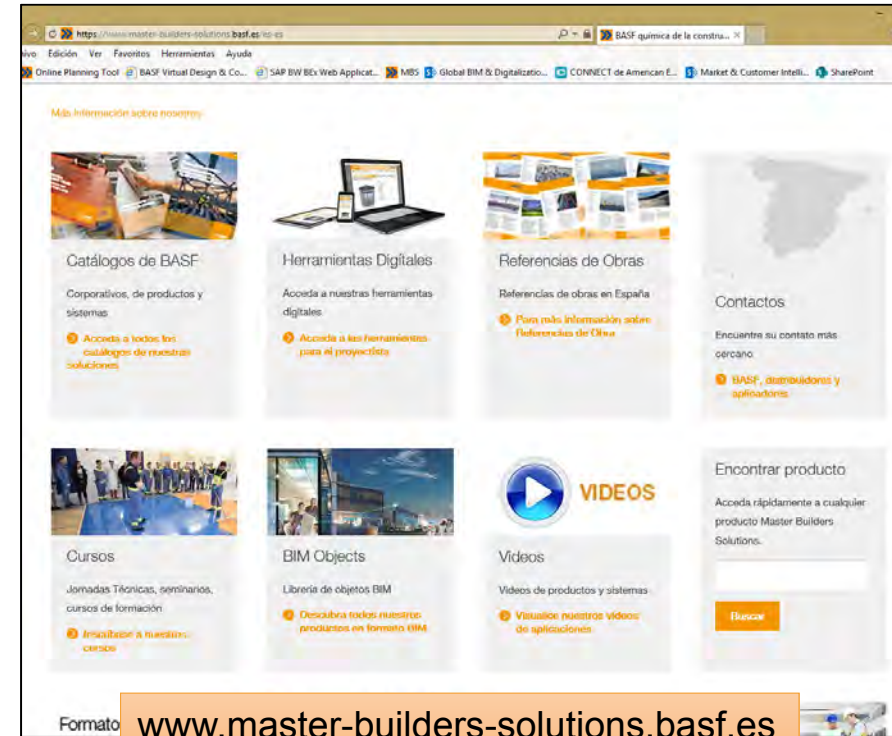 https://www.master-builders-solutions.basf.es/es-es
BASF química de la constru... ×
ivo Edición Ver Favoritos Herramientas Ayuda
Online Planning Tool BASF Virtual Design & Co... SAP BW BEx Web Applicat... MBS Global BIM & Digitalizatio... CONNECT de American E... Market & Customer Intelli... SharePoint
Más información sobre nosotros
Catálogos de BASF
Corporativos, de productos y
sistemas
Acceda a todos los
catálogos de nuestras
soluciones
Herramientas Digítales
Acceda a nuestras herramientas
digitales
Acceda a las herramientas
para el proyectista
Referencias de Obras
Referencias de obras en España
Para más información sobre
Referencias de Obra
Contactos
Encuentre su contato más
cercano
BASF, distribuidores y
aplicadores
Cursos
Jornadas Técnicas, seminarios,
cursos de formación
Inscríbase a nuestros
cursos
BIM Objects
Librería de objetos BIM
Descubra todos nuestros
productos en formato BIM
VIDEOS
Videos
Videos de productos y sistemas
Visualice nuestros vídeos
de aplicaciones
Encontrar producto
Acceda rápidamente a cualquier
producto Master Builders
Solutions.
Buscar
Formato
www.master-builders-solutions.basf.es